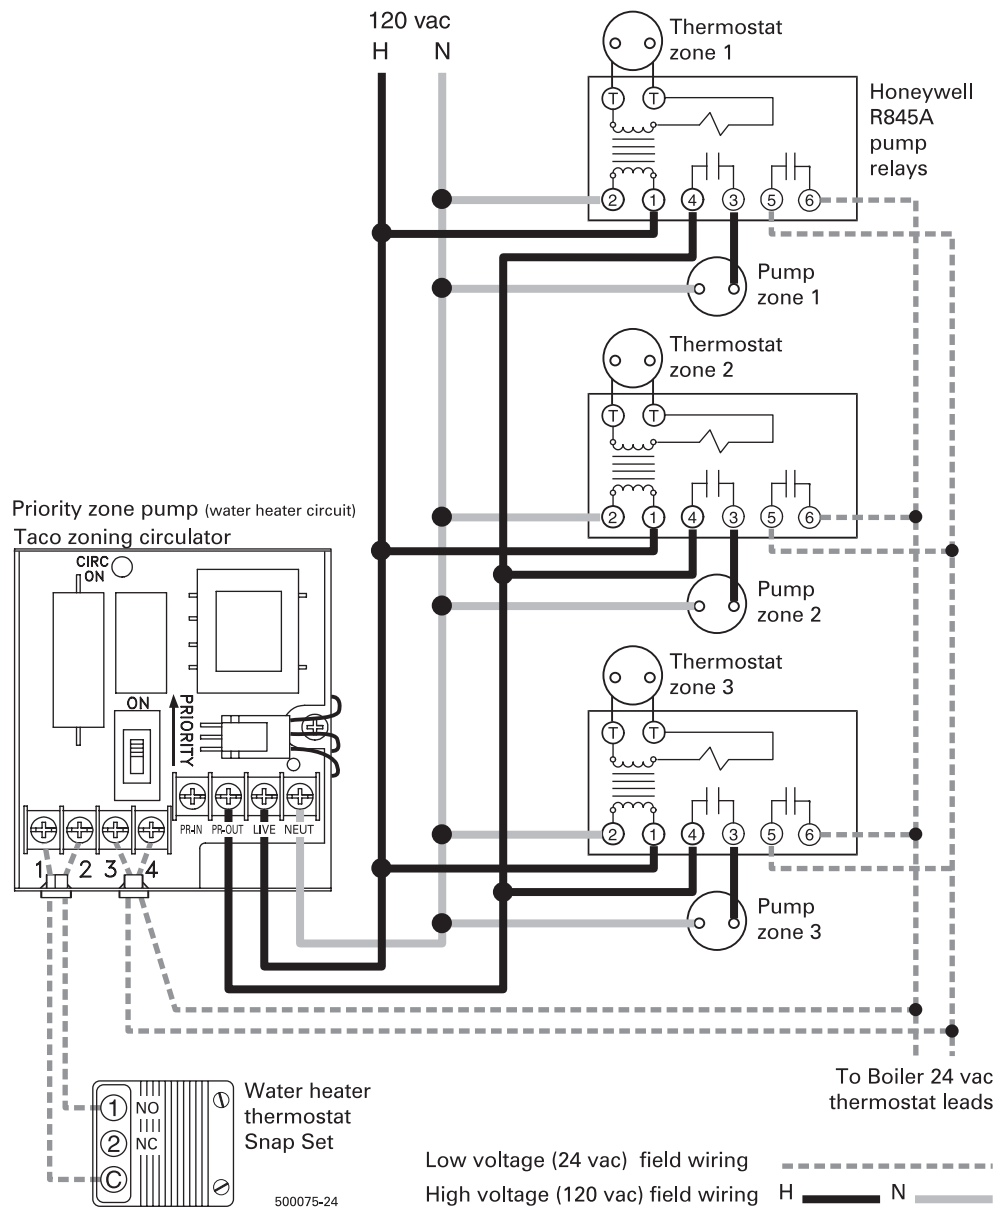 120 vac
H N
Thermostat
zone 1
T T
Honeywell
R845A
pump
relays
2 1 4 3 5 6
Pump
zone 1
Thermostat
zone 2
T T
2 1 4 3 5 6
Pump
zone 2
Priority zone pump (water heater circuit)
Taco zoning circulator
CIRC
ON
ON
PRIORITY
PR-IN PR-OUT LIVE NEUT
1 2 3 4
Thermostat
zone 3
T T
2 1 4 3 5 6
Pump
zone 3
To Boiler 24 vac
thermostat leads
1 NO
2 NC
C
Water heater
thermostat
Snap Set
500075-24
Low voltage (24 vac) field wiring
High voltage (120 vac) field wiring H N